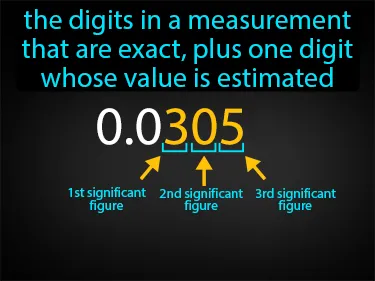 the digits in a measurement
that are exact, plus one digit
whose value is estimated
0.0305
1st significant
figure
2nd significant
figure
3rd significant
figure